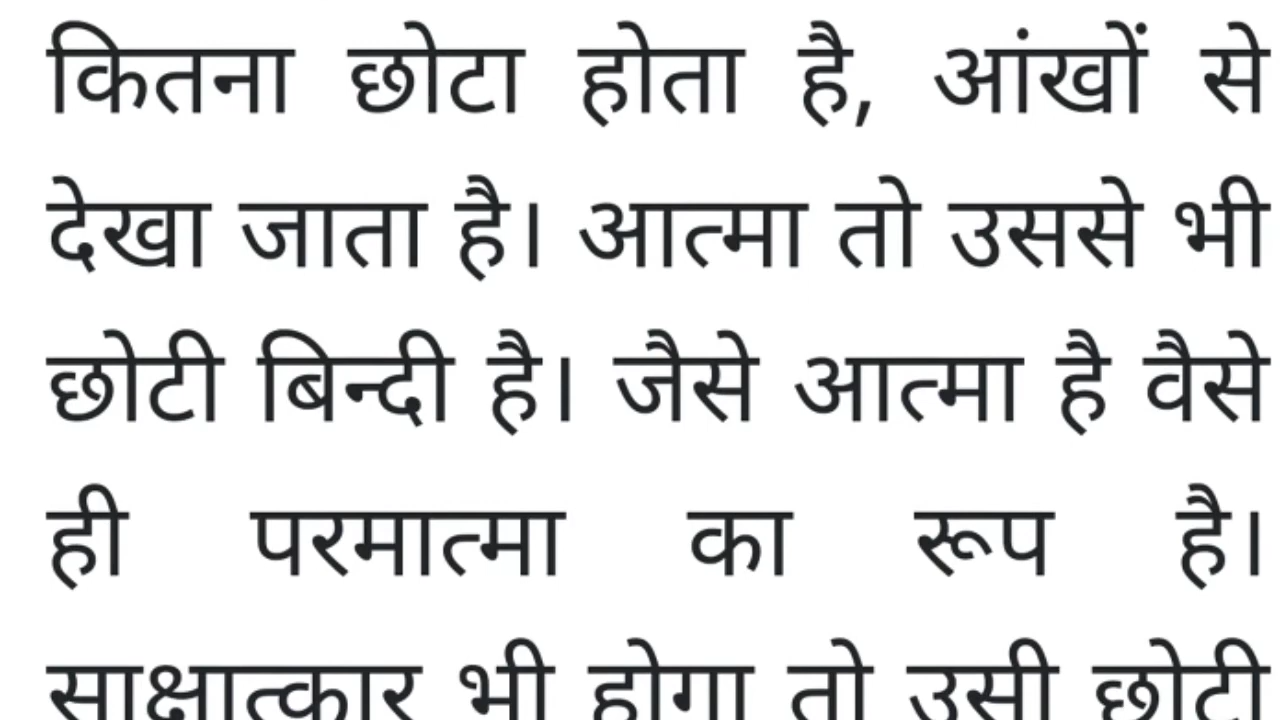 कितना छोटा होता है, आंखों से
देखा जाता है। आत्मा तो उससे भी
छोटी बिन्दी है। जैसे आत्मा है वैसे
ही परमात्मा का रूप है।
साक्षात्कार भी होगा तो उसी छोटी